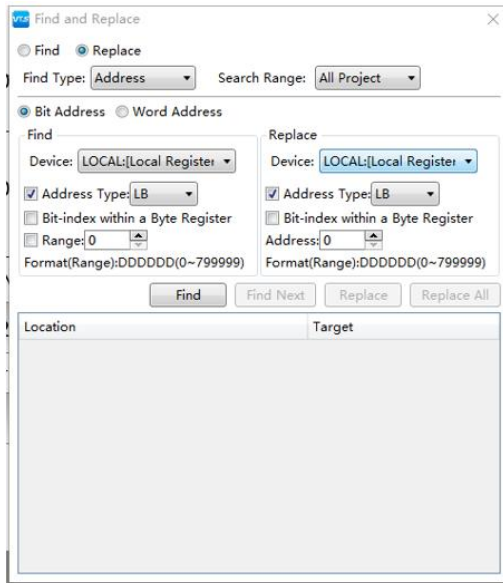 VT.S Find and Replace
Find Replace
Find Type: Address Search Range: All Project
Bit Address Word Address
Find
Device: LOCAL:[Local Register
Address Type: LB
Bit-index within a Byte Register
Range: 0
Format(Range):DDDDDD(0~799999)
Replace
Device: LOCAL:[Local Register
Address Type: LB
Bit-index within a Byte Register
Address: 0
Format(Range):DDDDDD(0~799999)
Find Find Next Replace Replace All
Location Target